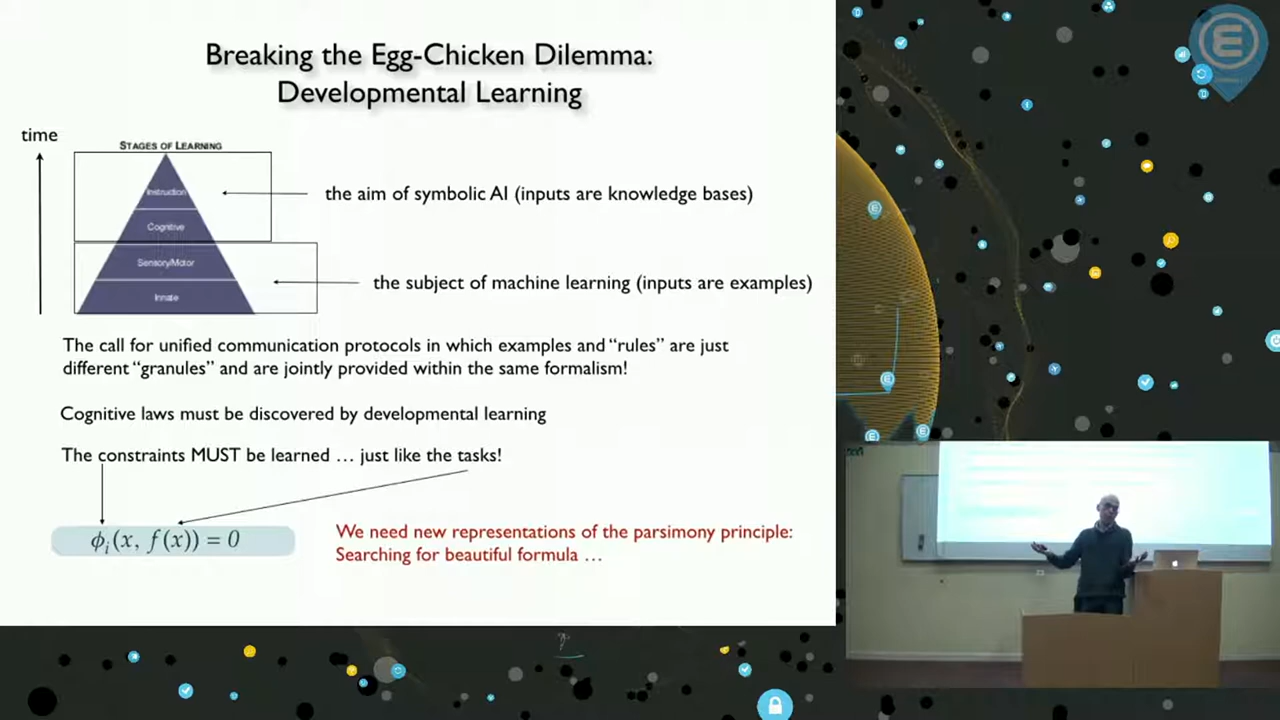 Breaking the Egg-Chicken Dilemma:
Developmental Learning
time
STAGES OF LEARNING
Instruction
Cognitive
Sensory/Motor
Innate
the aim of symbolic AI (inputs are knowledge bases)
the subject of machine learning (inputs are examples)
The call for unified communication protocols in which examples and “rules” are just
different “granules” and are jointly provided within the same formalism!
Cognitive laws must be discovered by developmental learning
The constraints MUST be learned … just like the tasks!
ϕᵢ(x, f(x)) = 0
We need new representations of the parsimony principle:
Searching for beautiful formula …